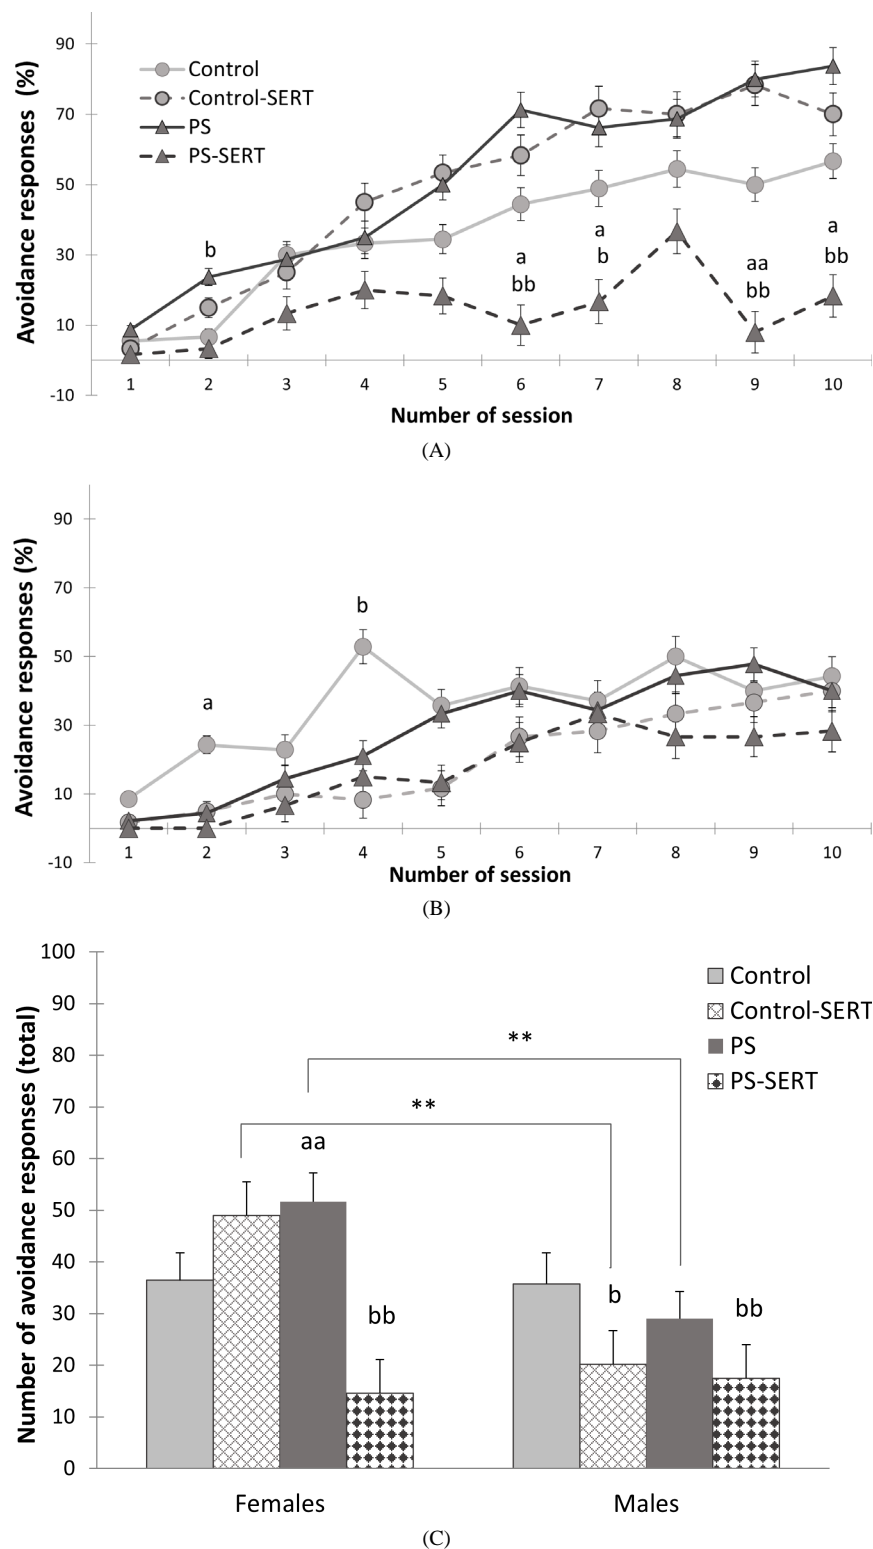 Avoidance responses (%)
90
70
50
30
10
-10
Control
Control-SERT
PS
PS-SERT
b
a
bb
a
b
aa
bb
a
bb
1 2 3 4 5 6 7 8 9 10
Number of session
(A)
Avoidance responses (%)
90
70
50
30
10
-10
a
b
1 2 3 4 5 6 7 8 9 10
Number of session
(B)
Number of avoidance responses (total)
100
90
80
70
60
50
40
30
20
10
0
Control
Control-SERT
PS
PS-SERT
**
**
aa
bb
b
bb
Females Males
(C)